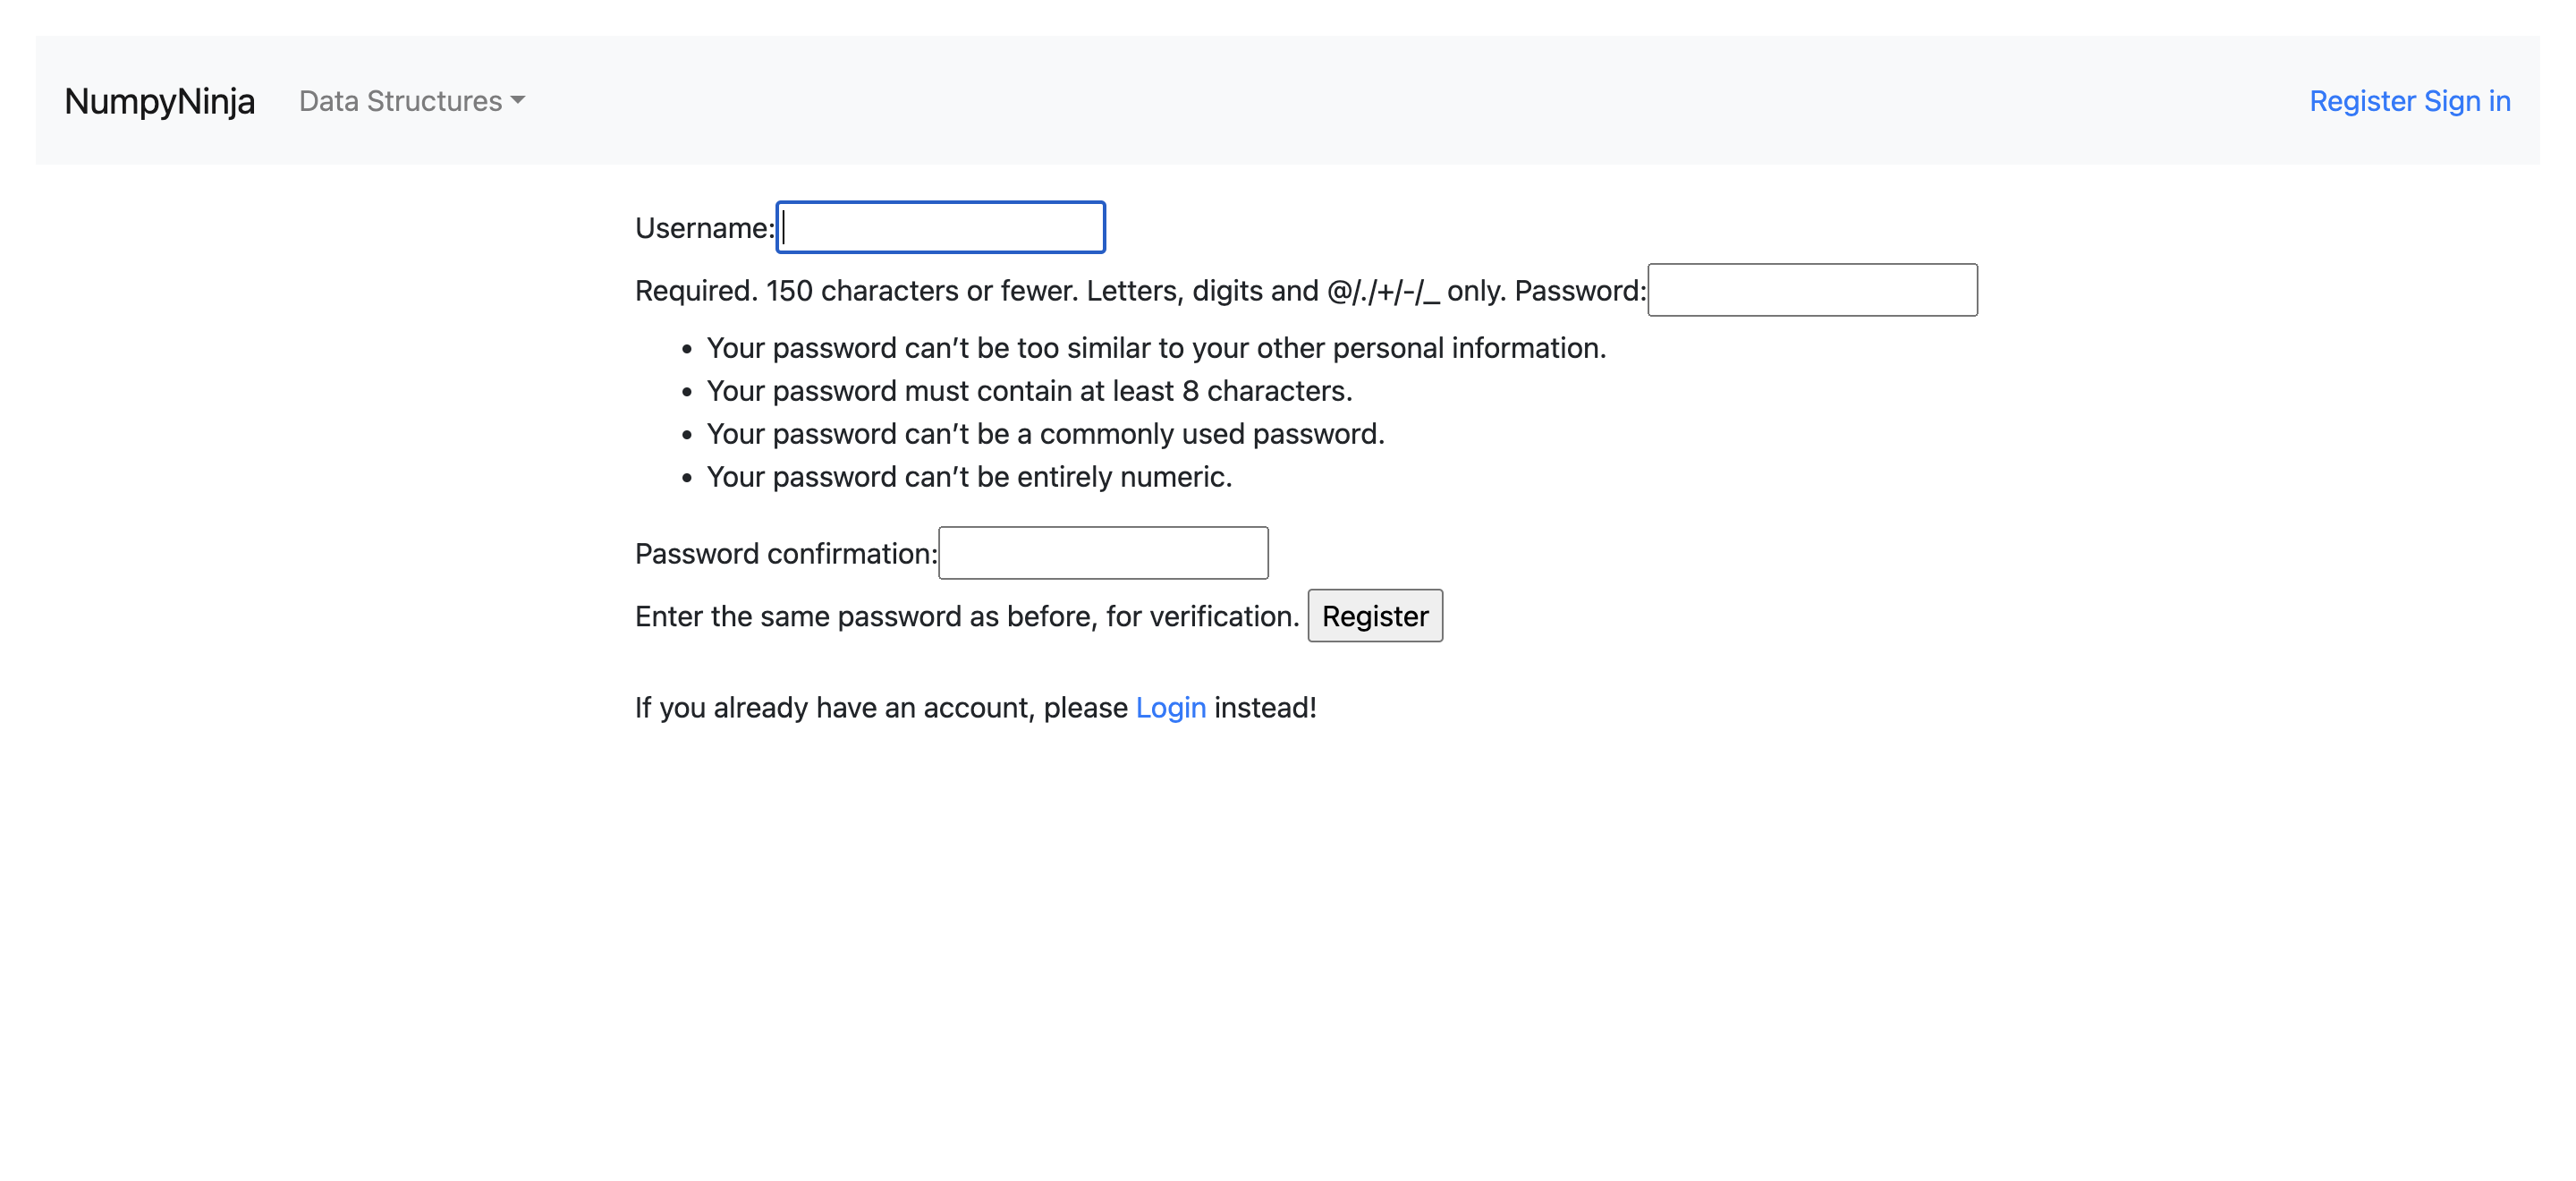 NumpyNinja Data Structures Register Sign in
Username:
Required. 150 characters or fewer. Letters, digits and @/./+/-/_ only. Password:
• Your password can’t be too similar to your other personal information.
• Your password must contain at least 8 characters.
• Your password can’t be a commonly used password.
• Your password can’t be entirely numeric.
Password confirmation:
Enter the same password as before, for verification. Register
If you already have an account, please Login instead!